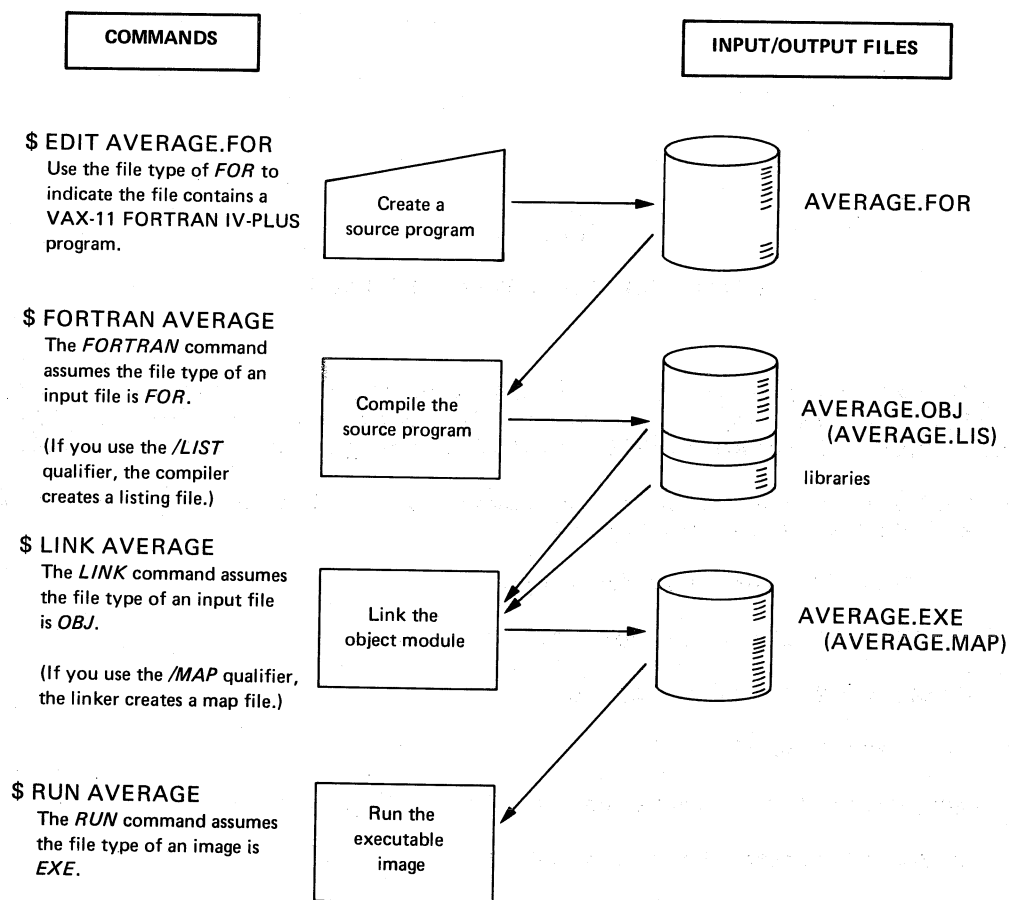 COMMANDS
INPUT/OUTPUT FILES
$ EDIT AVERAGE.FOR
Use the file type of FOR to
indicate the file contains a
VAX-11 FORTRAN IV-PLUS
program.
Create a
source program
AVERAGE.FOR
$ FORTRAN AVERAGE
The FORTRAN command
assumes the file type of an
input file is FOR.
(If you use the /LIST
qualifier, the compiler
creates a listing file.)
Compile the
source program
AVERAGE.OBJ
(AVERAGE.LIS)
libraries
$ LINK AVERAGE
The LINK command assumes
the file type of an input file
is OBJ.
(If you use the /MAP qualifier,
the linker creates a map file.)
Link the
object module
AVERAGE.EXE
(AVERAGE.MAP)
$ RUN AVERAGE
The RUN command assumes
the file type of an image is
EXE.
Run the
executable
image